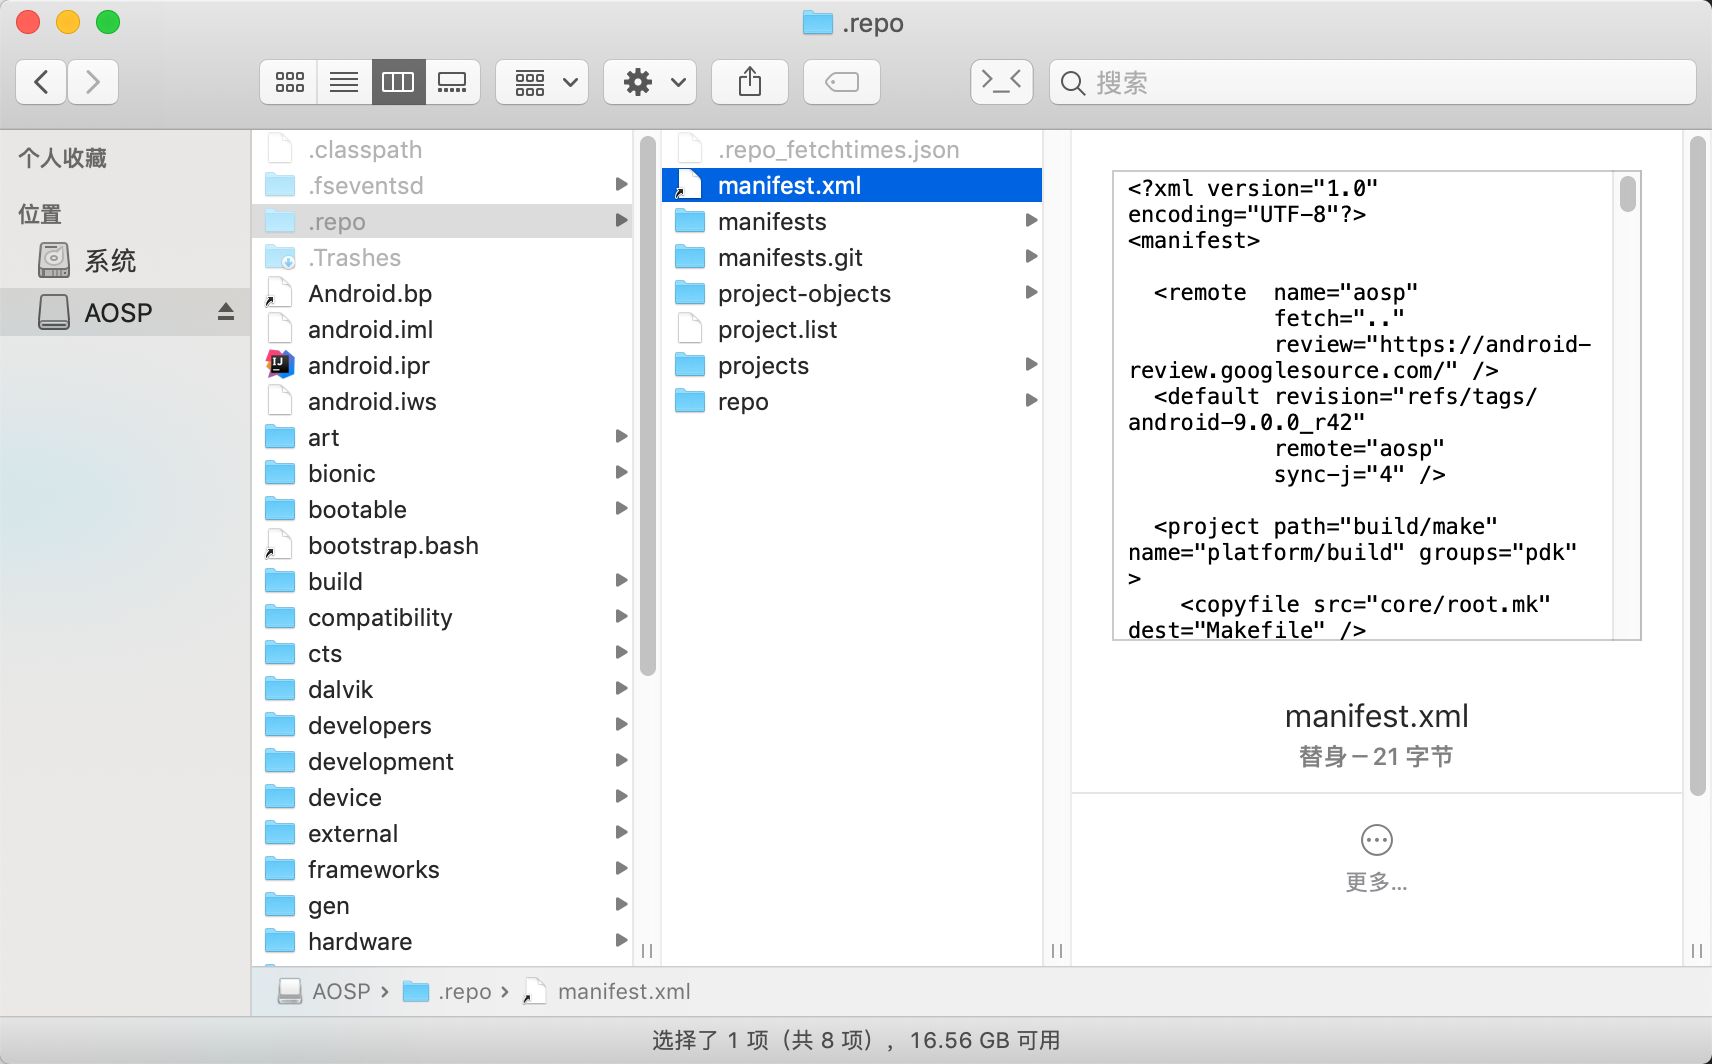 .repo
搜索
个人收藏
位置
系统
AOSP
.classpath
.fseventsd
.repo
.Trashes
Android.bp
android.iml
android.ipr
android.iws
art
bionic
bootable
bootstrap.bash
build
compatibility
cts
dalvik
developers
development
device
external
frameworks
gen
hardware
.repo_fetchtimes.json
manifest.xml
manifests
manifests.git
project-objects
project.list
projects
repo
<?xml version="1.0"
encoding="UTF-8"?>
<manifest>
<remote  name="aosp"
fetch=".."
review="https://android-
review.googlesource.com/" />
<default revision="refs/tags/
android-9.0.0_r42"
remote="aosp"
sync-j="4" />
<project path="build/make"
name="platform/build" groups="pdk"
>
<copyfile src="core/root.mk"
dest="Makefile" />
manifest.xml
替身 – 21 字节
更多...
AOSP › .repo › manifest.xml
选择了 1 项（共 8 项），16.56 GB 可用